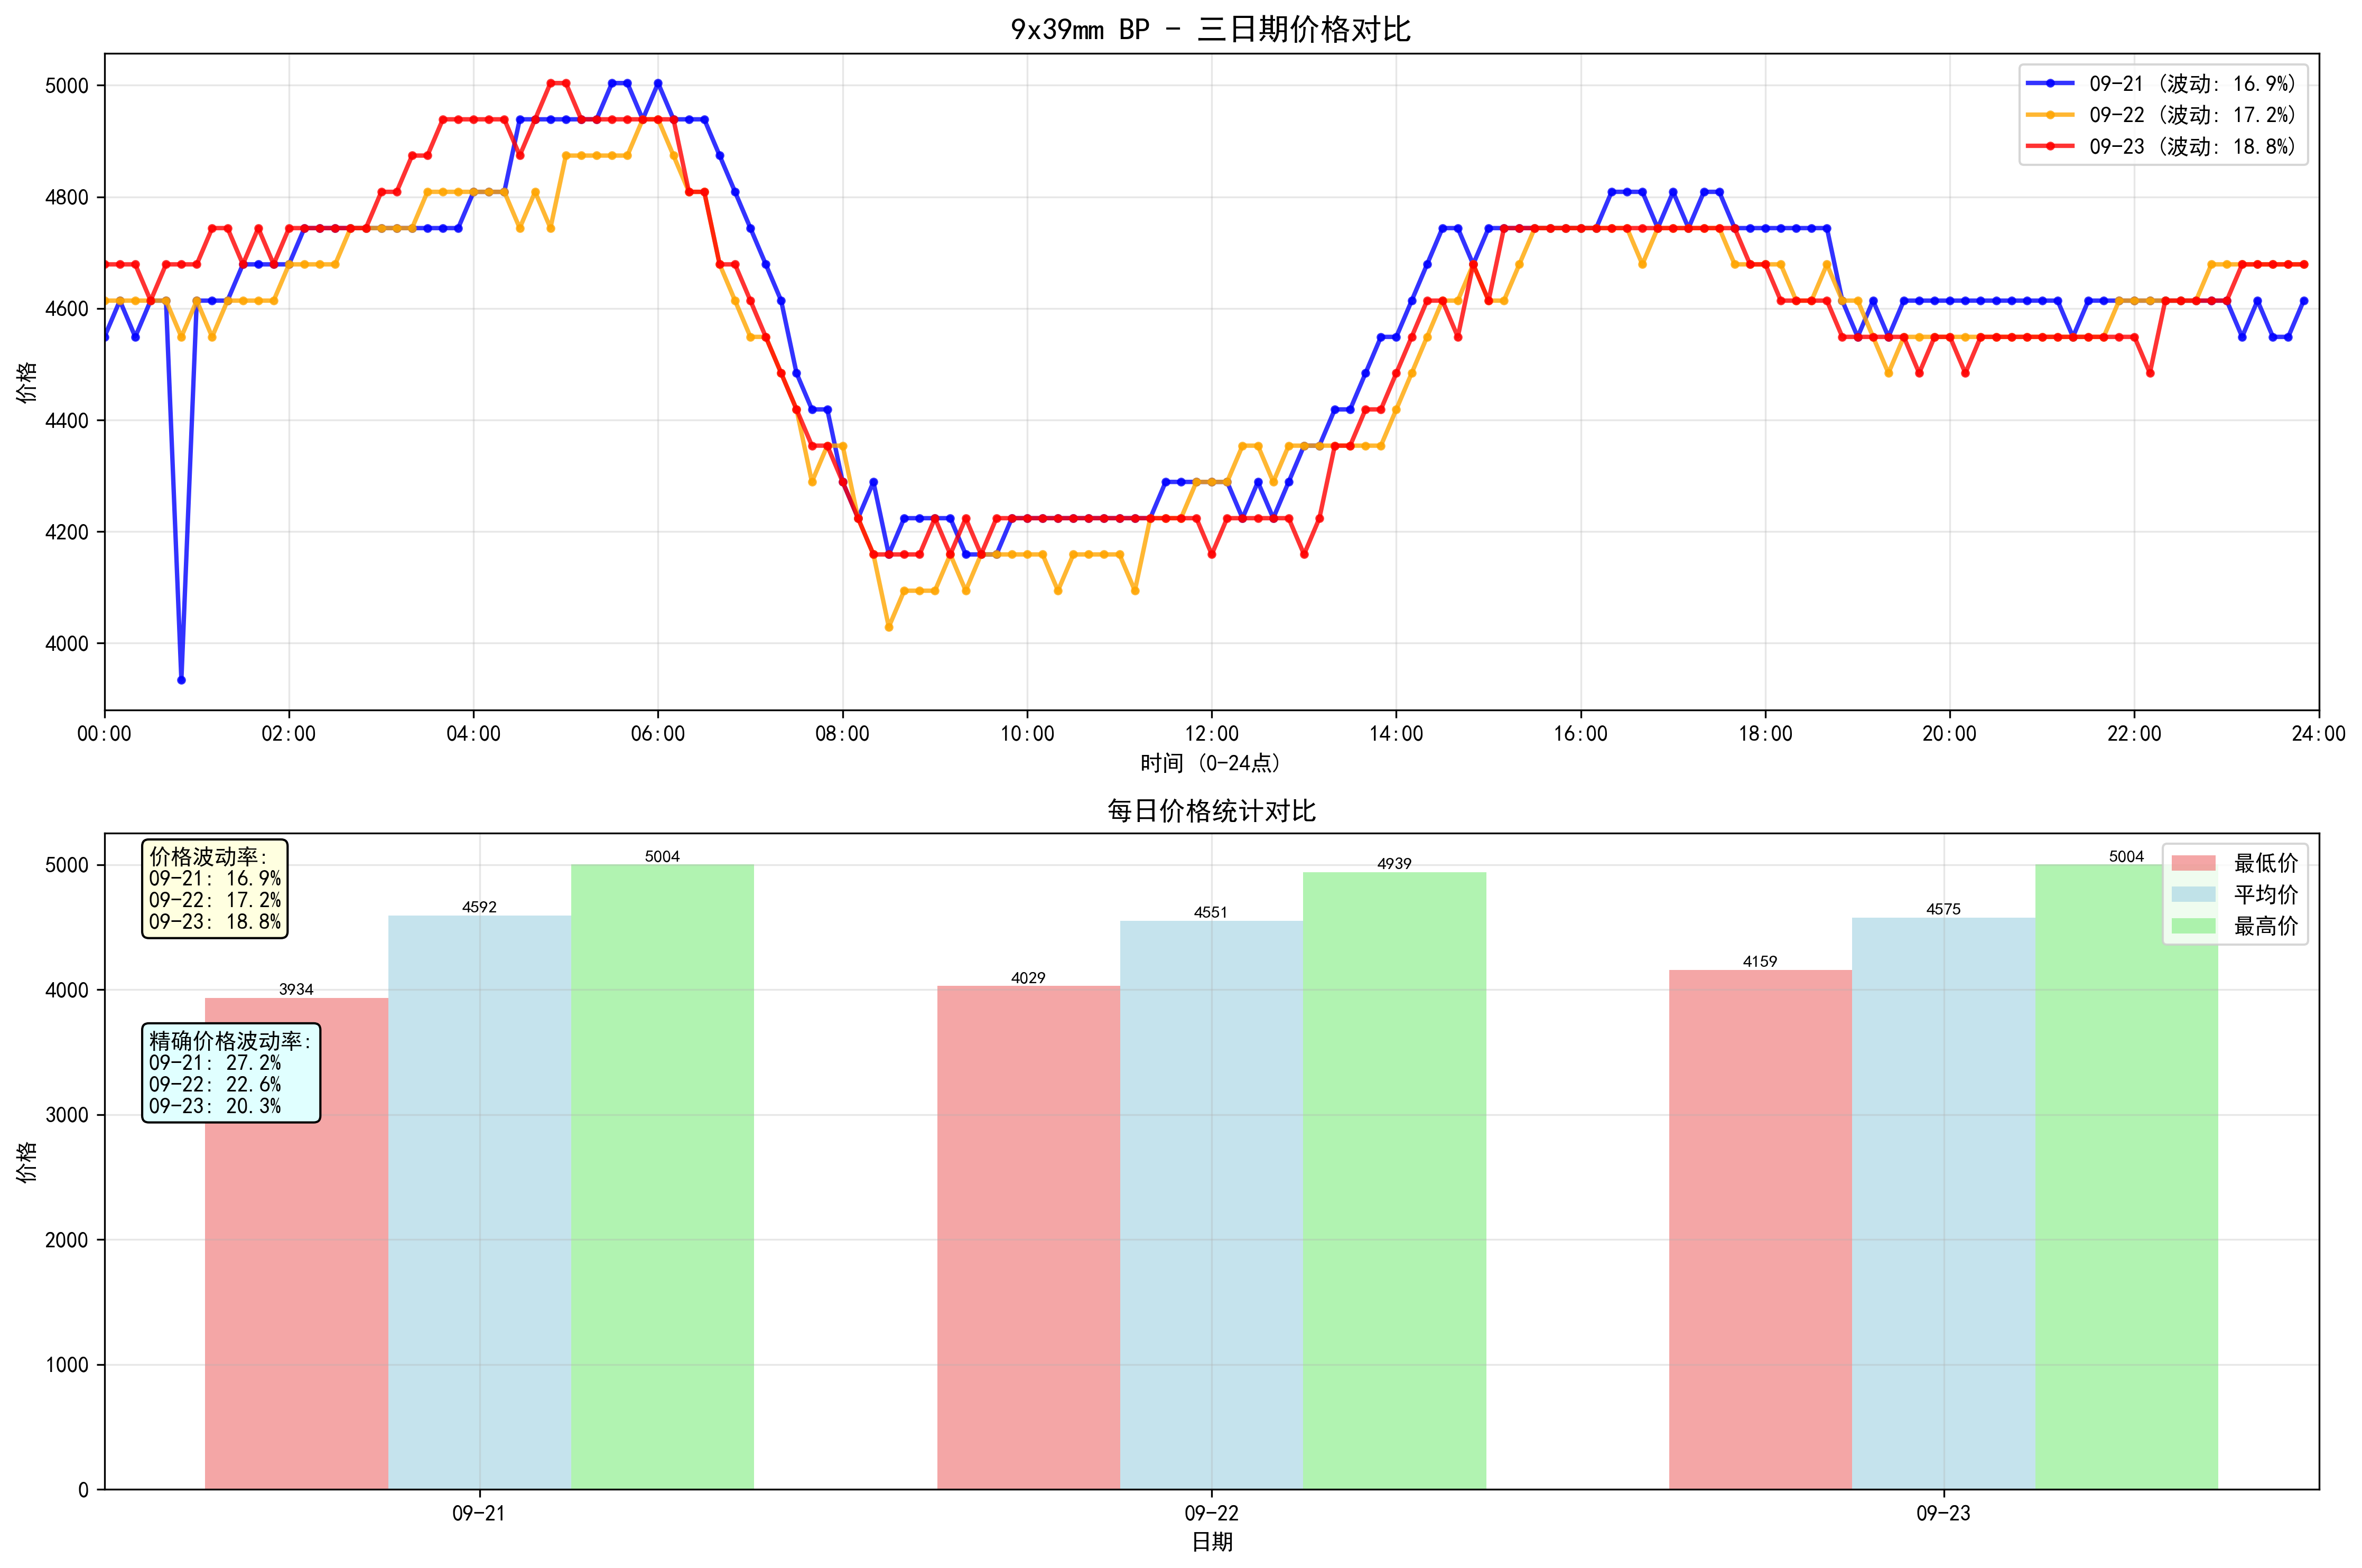 9x39mm BP - 三日期价格对比
09-21 (波动: 16.9%)
09-22 (波动: 17.2%)
09-23 (波动: 18.8%)
价格
5000
4800
4600
4400
4200
4000
00:00 02:00 04:00 06:00 08:00 10:00 12:00 14:00 16:00 18:00 20:00 22:00 24:00
时间 (0-24点)
每日价格统计对比
价格波动率:
09-21: 16.9%
09-22: 17.2%
09-23: 18.8%
精确价格波动率:
09-21: 27.2%
09-22: 22.6%
09-23: 20.3%
最低价
平均价
最高价
3934 4592 5004
4029 4551 4939
4159 4575 5004
价格
5000
4000
3000
2000
1000
0
09-21 09-22 09-23
日期